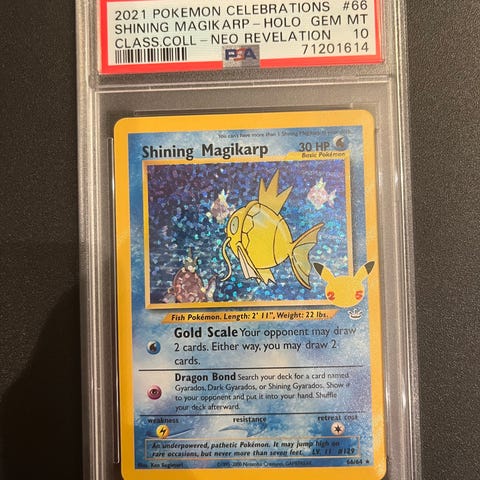 2021 POKEMON CELEBRATIONS #66
SHINING MAGIKARP-HOLO GEM MT
CLASS.COLL-NEO REVELATION 10
PSA 71201614
You can't have more than 1 Shining Magikarp in your deck.
Shining Magikarp 30 HP
Basic Pokémon
25
Fish Pokémon. Length: 2' 11", Weight: 22 lbs.
Gold Scale Your opponent may draw
2 cards. Either way, you may draw 2
cards.
Dragon Bond Search your deck for a card named
Gyarados, Dark Gyarados, or Shining Gyarados. Show it
to your opponent and put it into your hand. Shuffle
your deck afterward.
weakness resistance retreat cost
An underpowered, pathetic Pokémon. It may jump high on
rare occasions, but never more than seven feet. LV. 11 #129
Illus.
66/64 ★